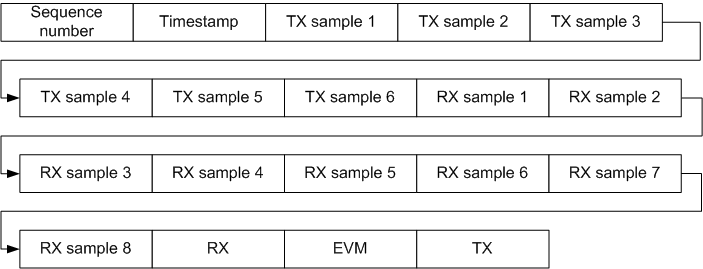 Sequence
number
Timestamp
TX sample 1
TX sample 2
TX sample 3
TX sample 4
TX sample 5
TX sample 6
RX sample 1
RX sample 2
RX sample 3
RX sample 4
RX sample 5
RX sample 6
RX sample 7
RX sample 8
RX
EVM
TX